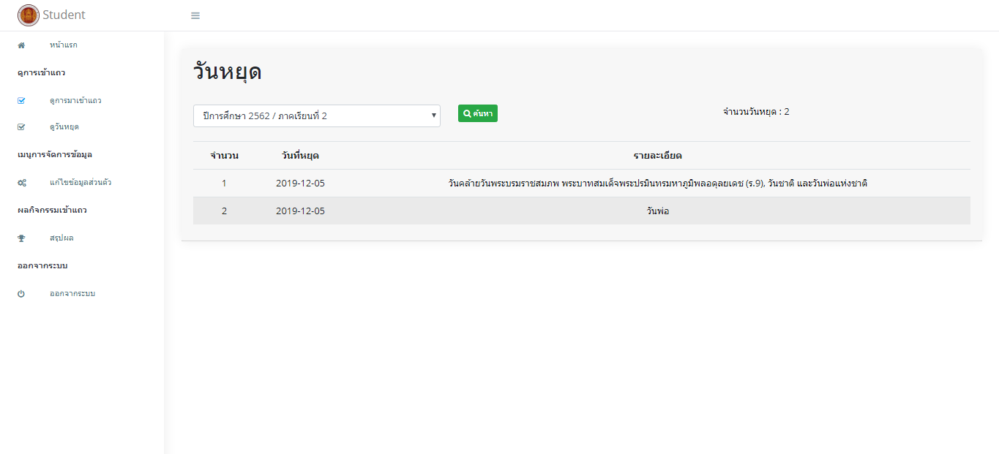 Student
หน้าแรก
ดูการเข้าแถว
ดูการมาเข้าแถว
ดูวันหยุด
เมนูการจัดการข้อมูล
แก้ไขข้อมูลส่วนตัว
ผลกิจกรรมเข้าแถว
สรุปผล
ออกจากระบบ
ออกจากระบบ
วันหยุด
ปีการศึกษา 2562 / ภาคเรียนที่ 2
ค้นหา
จำนวนวันหยุด : 2
จำนวน วันที่หยุด รายละเอียด
1 2019-12-05 วันคล้ายวันพระบรมราชสมภพ พระบาทสมเด็จพระปรมินทรมหาภูมิพลอดุลยเดช (ร.9), วันชาติ และวันพ่อแห่งชาติ
2 2019-12-05 วันพ่อ